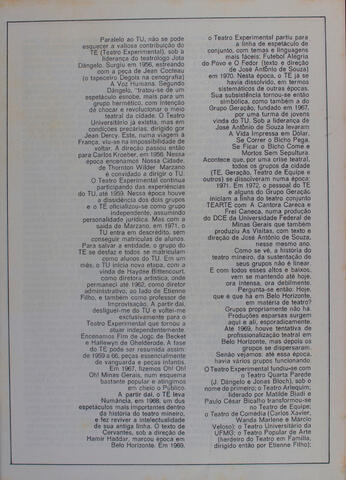 Paralelo ao TU, não se pode
esquecer a valiosa contribuição do
TE (Teatro Experimental), sob a
liderança do teatrólogo Jota
Dângelo. Surgiu em 1956, estreando
com a peça de Jean Cocteau
(o tapeceiro Degois na cenografia)
A Voz Humana. Segundo
Dângelo, "tratou-se de um
espetáculo esnobe, mais para um
grupo hermético, com intenção
de chocar e revolucionar o meio
teatral da cidade. O Teatro
Universitário já existia, mas em
condições precárias, dirigido por
Jean Dercy. Este, numa viagem à
França, viu-se na impossibilidade de
voltar. A direção passou então
para Carlos Kroeber, em 1956. Nessa
época encenamos Nossa Cidade,
de Thornton Wilder. Marzano
é convidado a dirigir o TU.
O Teatro Experimental continua
participando das experiências
do TU, até 1959. Nessa época houve
a dissidência dos dois grupos
e o TE oficializou-se como grupo
independente, assumindo
personalidade jurídica. Mas com a
saída de Marzano, em 1971, o
TU entra em descrédito, sem
conseguir matrículas de alunos.
Para salvar a entidade, o grupo do
TE se desfaz e todos se matriculam
como alunos do TU. Em um
mês, o TU inicia nova etapa, com a
vinda de Haydée Bittencourt,
como diretora artística, onde
permaneci até 1962, como diretor
administrativo, ao lado de Etienne
Filho, e também como professor de
Improvisação. A partir daí,
desliguei-me do TU e voltei-me
exclusivamente para o
Teatro Experimental que tornou a
atuar independentemente.
Encenamos Fim de Jogo de Becket
e Halliewyn de Ghelderode. A fase
do TE pode ser resumida assim:
de 1959 a 66, peças essencialmente
de vanguarda e peças infantis.
Em 1967, fizemos Oh! Oh!
Oh! Minas Gerais, num esquema
bastante popular e atingimos
em cheio o público.
A partir daí, o TE leva
Numância, em 1968, um dos
espetáculos mais importantes dentro
da história do teatro mineiro,
e fez reviver a intelectualidade
de sua antiga linha. O texto de
Cervantes, sob a direção de
Hamir Haddar, marcou época em
Belo Horizonte. Em 1969,
o Teatro Experimental partiu para
a linha de espetáculo de
conjunto, com temas e linguagens
mais fáceis: Futebol Alegria
do Povo e O Fedor (texto e direção
de José Antônio de Souza)
em 1970. Nesta época, o TE já se
havia dissolvido, em termos
sistemáticos de outras épocas.
Sua substância tornou-se então
simbólica, como também a do
Grupo Geração, fundado em 1967,
por uma turma de jovens
vinda do TU. Sob a liderança de
José Antônio de Souza levaram
A Vida Impressa em Dólar,
Se Correr o Bicho Pega,
Se Ficar o Bicho Come e
Mortos Sem Sepultura.
Acontece que, por uma crise teatral,
todos os grupos da cidade
(TE, Geração, Teatro de Equipe e
outros) se dissolveram numa época:
1971. Em 1972, o pessoal do TE
e alguns do Grupo Geração
iniciam a linha do teatro conjunto
TEARTE com A Cantora Careca e
Frei Caneca, numa produção
do DCE da Universidade Federal de
Minas Gerais que também
produziu As Visitas, com texto e
direção de José Antônio de Souza,
nesse mesmo ano.
Como se vê, a história do
teatro mineiro, da sustentação de
seus grupos não é linear.
E com todos esses altos e baixos,
vem se mantendo até hoje,
ora intensa, ora debilmente.
Pergunta-se então: Hoje,
que é que há em Belo Horizonte,
em matéria de teatro?
Grupos propriamente não há.
Produções esparsas surgem
aqui e ali, esporadicamente.
Até 1969, houve tentativa de
profissionalização teatral em
Belo Horizonte, mas depois os
grupos se dispersaram.
Senão vejamos: até essa época,
havia vários grupos funcionando
O Teatro Experimental fundiu-se com
o Teatro Quarta Parede
(J. Dângelo e Jones Bloch), sob o
nome do primeiro; o Teatro Arlequim;
liderado por Matilde Biadi e
Paulo César Bicalho transformou-se
no Teatro de Equipe;
o Teatro de Comédia (Carlos Xavier,
Wanda Marlene e Márcio
Veloso); o Teatro Universitário da
UFMG; o Teatro Popular de Arte
(herdeiro do Teatro em Família,
dirigido então por Etienne Filho);